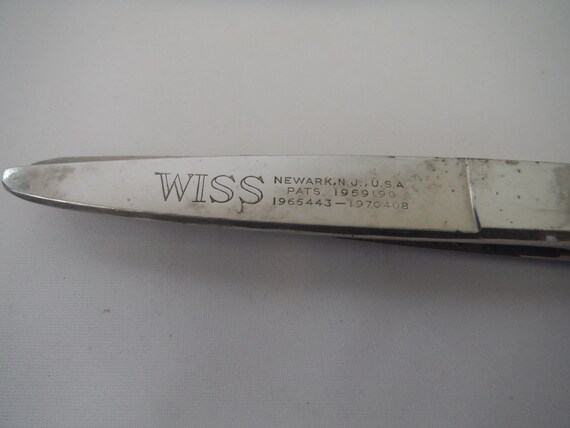 WISS
NEWARK, N.J., U.S.A.
PATS. 1959190
1965443—1970408